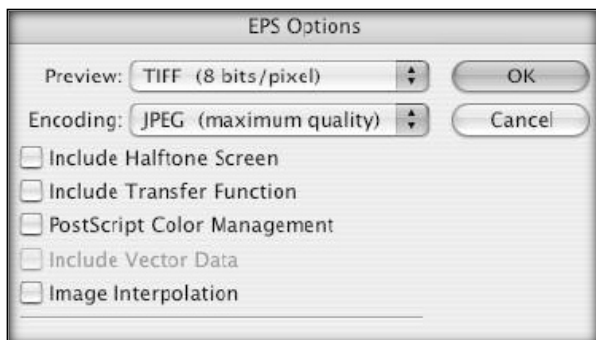 EPS Options
Preview: TIFF (8 bits/pixel) OK
Encoding: JPEG (maximum quality) Cancel
Include Halftone Screen
Include Transfer Function
PostScript Color Management
Include Vector Data
Image Interpolation